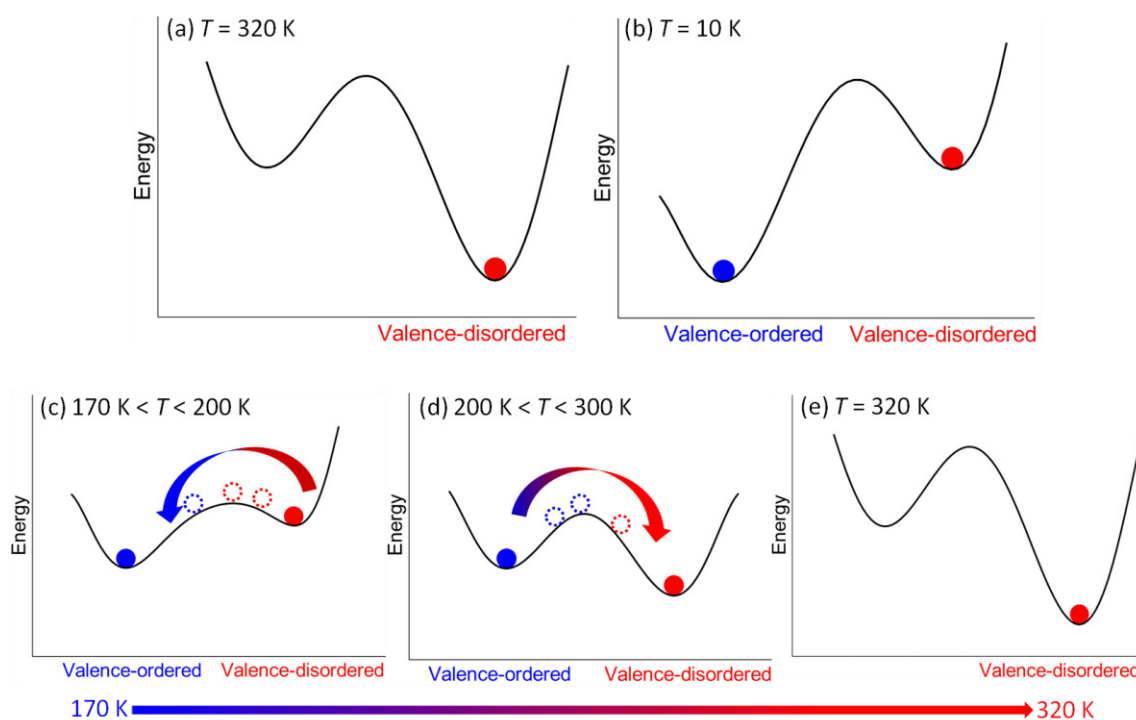 (a) T = 320 K
Energy
Valence-disordered
(b) T = 10 K
Energy
Valence-ordered
Valence-disordered
(c) 170 K < T < 200 K
Energy
Valence-ordered
Valence-disordered
(d) 200 K < T < 300 K
Energy
Valence-ordered
Valence-disordered
(e) T = 320 K
Energy
Valence-disordered
170 K
320 K